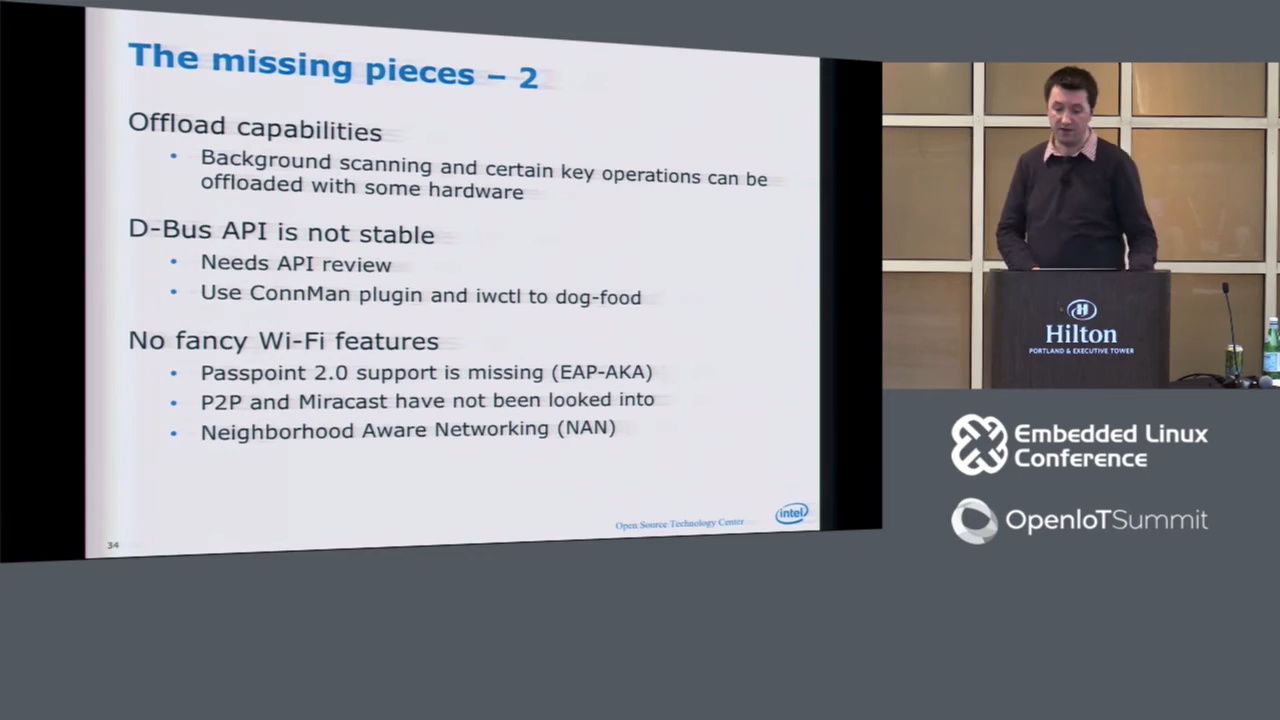 The missing pieces – 2
Offload capabilities
• Background scanning and certain key operations can be
offloaded with some hardware
D-Bus API is not stable
• Needs API review
• Use ConnMan plugin and iwctl to dog-food
No fancy Wi-Fi features
• Passpoint 2.0 support is missing (EAP-AKA)
• P2P and Miracast have not been looked into
• Neighborhood Aware Networking (NAN)
Open Source Technology Center
intel
34
H
Hilton
PORTLAND & EXECUTIVE TOWER
Embedded Linux
Conference
OpenIoTSummit